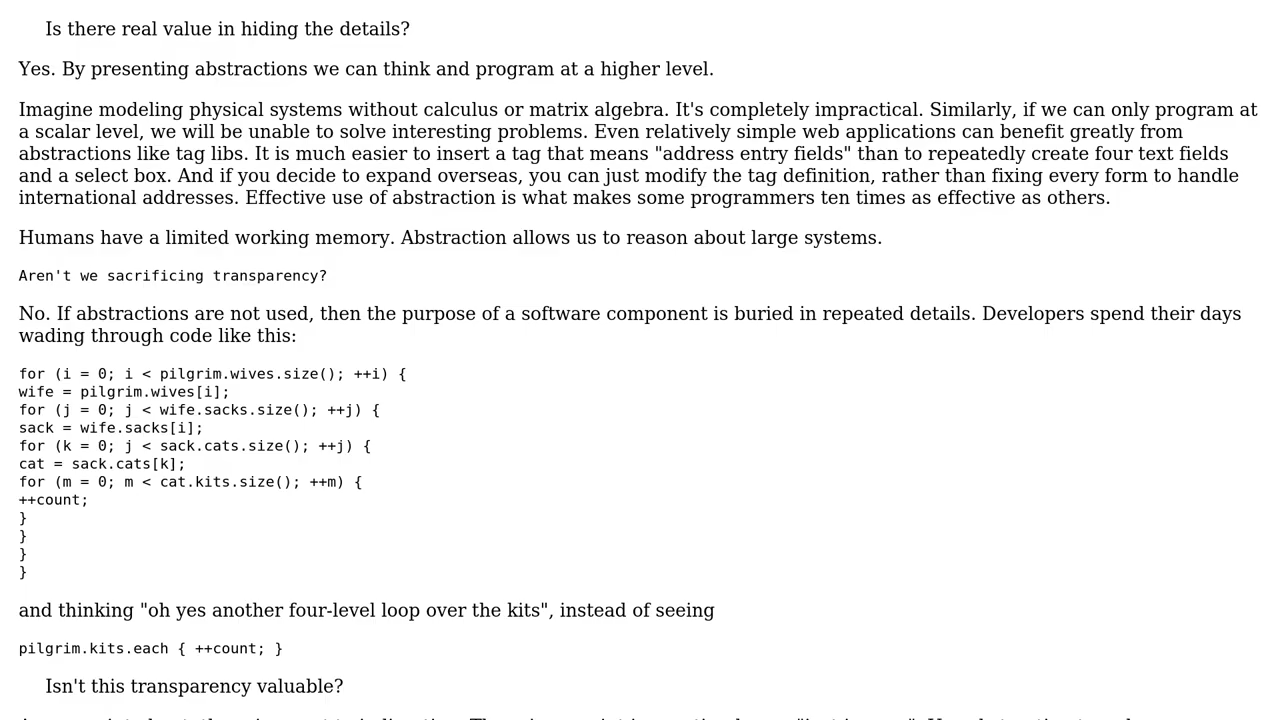 Is there real value in hiding the details?
Yes. By presenting abstractions we can think and program at a higher level.
Imagine modeling physical systems without calculus or matrix algebra. It's completely impractical. Similarly, if we can only program at
a scalar level, we will be unable to solve interesting problems. Even relatively simple web applications can benefit greatly from
abstractions like tag libs. It is much easier to insert a tag that means "address entry fields" than to repeatedly create four text fields
and a select box. And if you decide to expand overseas, you can just modify the tag definition, rather than fixing every form to handle
international addresses. Effective use of abstraction is what makes some programmers ten times as effective as others.
Humans have a limited working memory. Abstraction allows us to reason about large systems.
Aren't we sacrificing transparency?
No. If abstractions are not used, then the purpose of a software component is buried in repeated details. Developers spend their days
wading through code like this:
for (i = 0; i < pilgrim.wives.size(); ++i) {
wife = pilgrim.wives[i];
for (j = 0; j < wife.sacks.size(); ++j) {
sack = wife.sacks[i];
for (k = 0; j < sack.cats.size(); ++j) {
cat = sack.cats[k];
for (m = 0; m < cat.kits.size(); ++m) {
++count;
}
}
}
}
and thinking "oh yes another four-level loop over the kits", instead of seeing
pilgrim.kits.each { ++count; }
Isn't this transparency valuable?